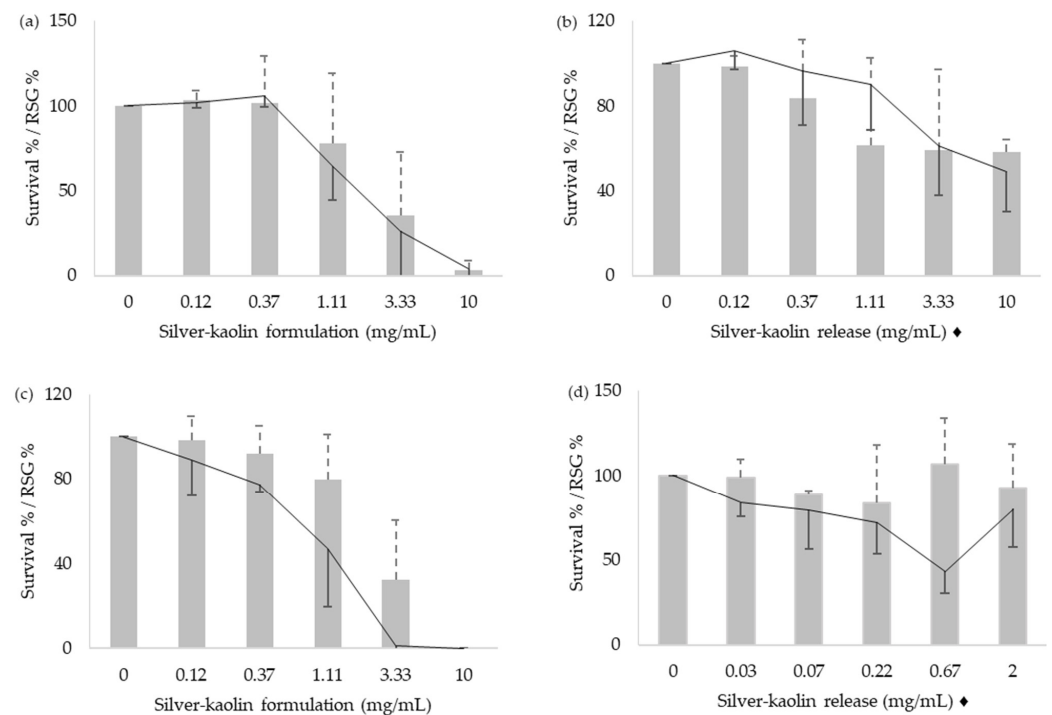 (a)
150
100
50
0
Survival % / RSG %
0 0.12 0.37 1.11 3.33 10
Silver-kaolin formulation (mg/mL)
(b)
120
80
40
0
Survival % / RSG %
0 0.12 0.37 1.11 3.33 10
Silver-kaolin release (mg/mL) ♦
(c)
120
80
40
0
Survival % / RSG %
0 0.12 0.37 1.11 3.33 10
Silver-kaolin formulation (mg/mL)
(d)
150
100
50
0
Survival % / RSG %
0 0.03 0.07 0.22 0.67 2
Silver-kaolin release (mg/mL) ♦